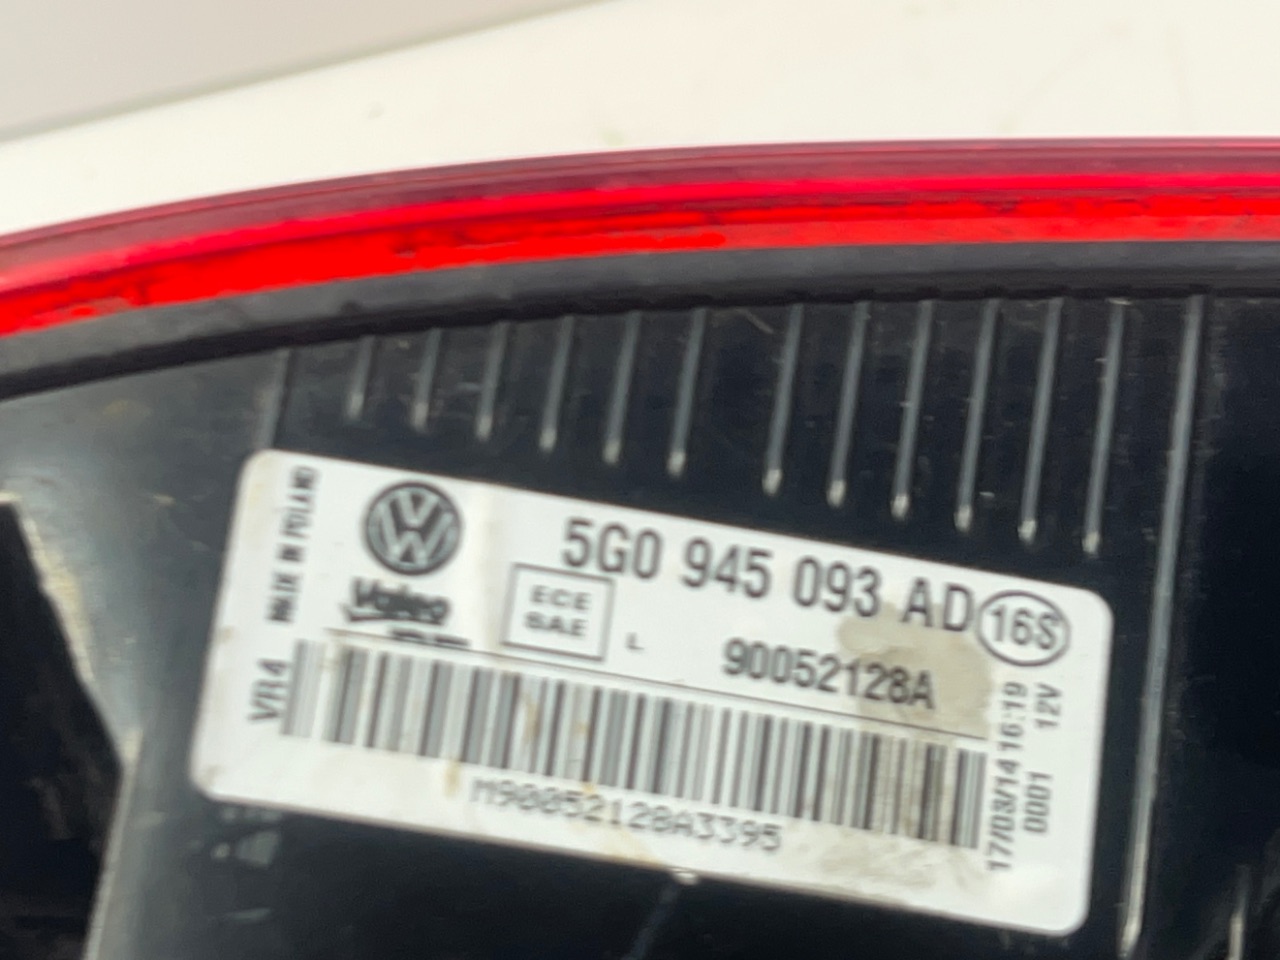 MADE IN POLAND
VW
Valeo
ECE
SAE
L
5G0 945 093 AD
16S
90052128A
VR4
M90052128A3395
17/03/14 16:19
0001 12V